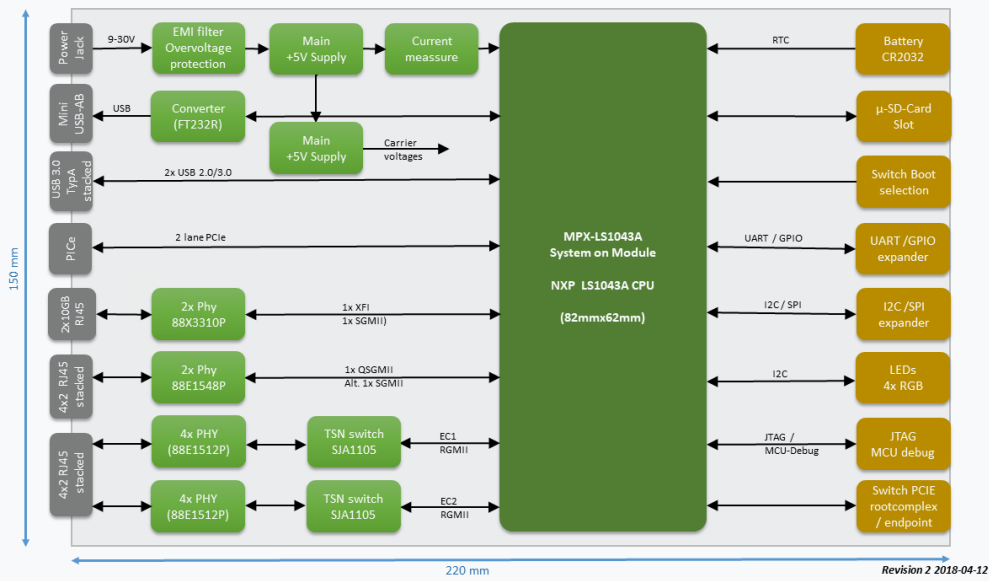 Power
Jack
9-30V
EMI filter
Overvoltage
protection
Main
+5V Supply
Current
meassure
RTC
Battery
CR2032
Mini
USB-AB
USB
Converter
(FT232R)
Main
+5V Supply
Carrier
voltages
µ-SD-Card
Slot
USB 3.0
TypA
stacked
2x USB 2.0/3.0
Switch Boot
selection
PICe
2 lane PCIe
MPX-LS1043A
System on Module
NXP LS1043A CPU
(82mmx62mm)
UART / GPIO
UART /GPIO
expander
2x10GB
RJ45
2x Phy
88X3310P
1x XFI
1x SGMII)
I2C / SPI
I2C /SPI
expander
4x2 RJ45
stacked
2x Phy
88E1548P
1x QSGMII
Alt. 1x SGMII
I2C
LEDs
4x RGB
4x2 RJ45
stacked
4x PHY
(88E1512P)
TSN switch
SJA1105
EC1
RGMII
JTAG /
MCU-Debug
JTAG
MCU debug
4x PHY
(88E1512P)
TSN switch
SJA1105
EC2
RGMII
Switch PCIE
rootcomplex
/ endpoint
150 mm
220 mm
Revision 2 2018-04-12